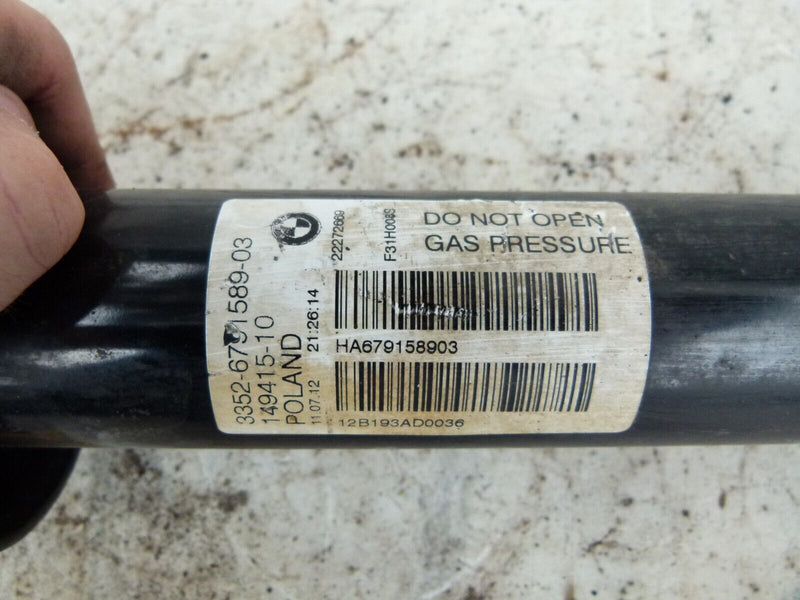 DO NOT OPEN
GAS PRESSURE
HA679158903
12B193AD0036
3352-6791589-03
149415-10
POLAND
11.07.12 21:26:14
22272669
F31H008S